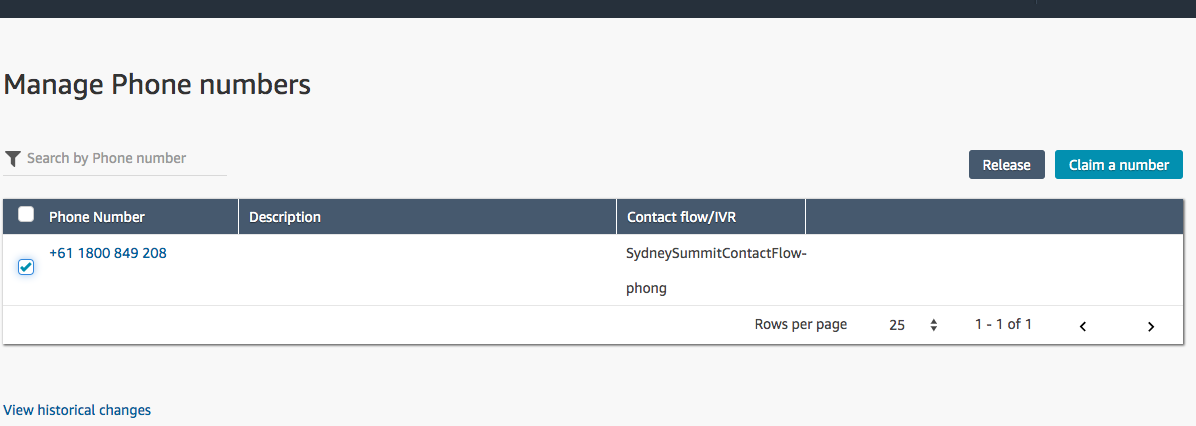 Manage Phone numbers
Search by Phone number
Release
Claim a number
Phone Number
Description
Contact flow/IVR
+61 1800 849 208
SydneySummitContactFlow-
phong
Rows per page
25
1 - 1 of 1
View historical changes